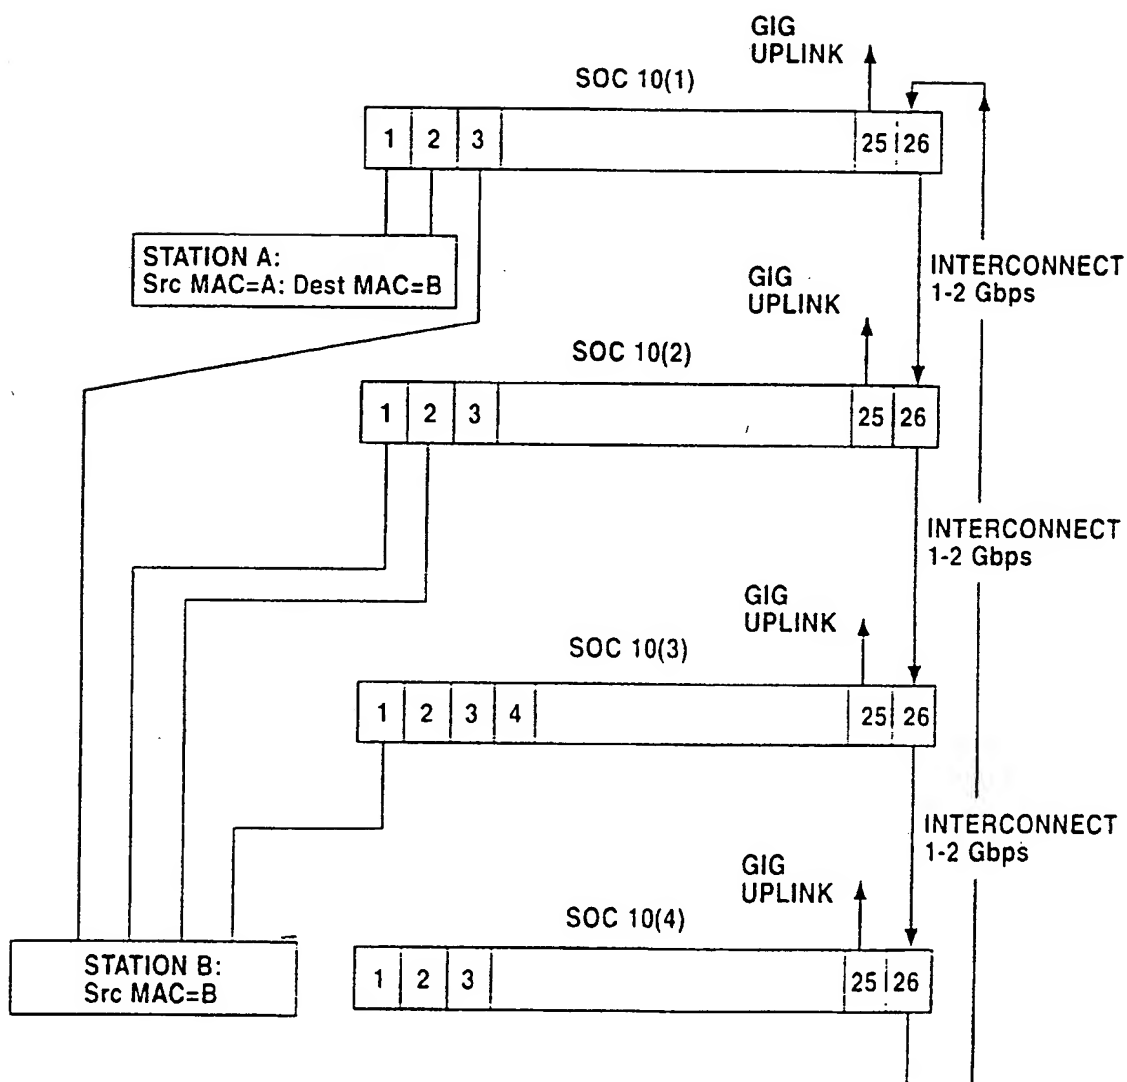 GIG
UPLINK
SOC 10(1)
1 2 3 25 26
STATION A:
Src MAC=A: Dest MAC=B
INTERCONNECT
1-2 Gbps
GIG
UPLINK
SOC 10(2)
1 2 3 25 26
INTERCONNECT
1-2 Gbps
GIG
UPLINK
SOC 10(3)
1 2 3 4 25 26
INTERCONNECT
1-2 Gbps
GIG
UPLINK
SOC 10(4)
STATION B:
Src MAC=B
1 2 3 25 26